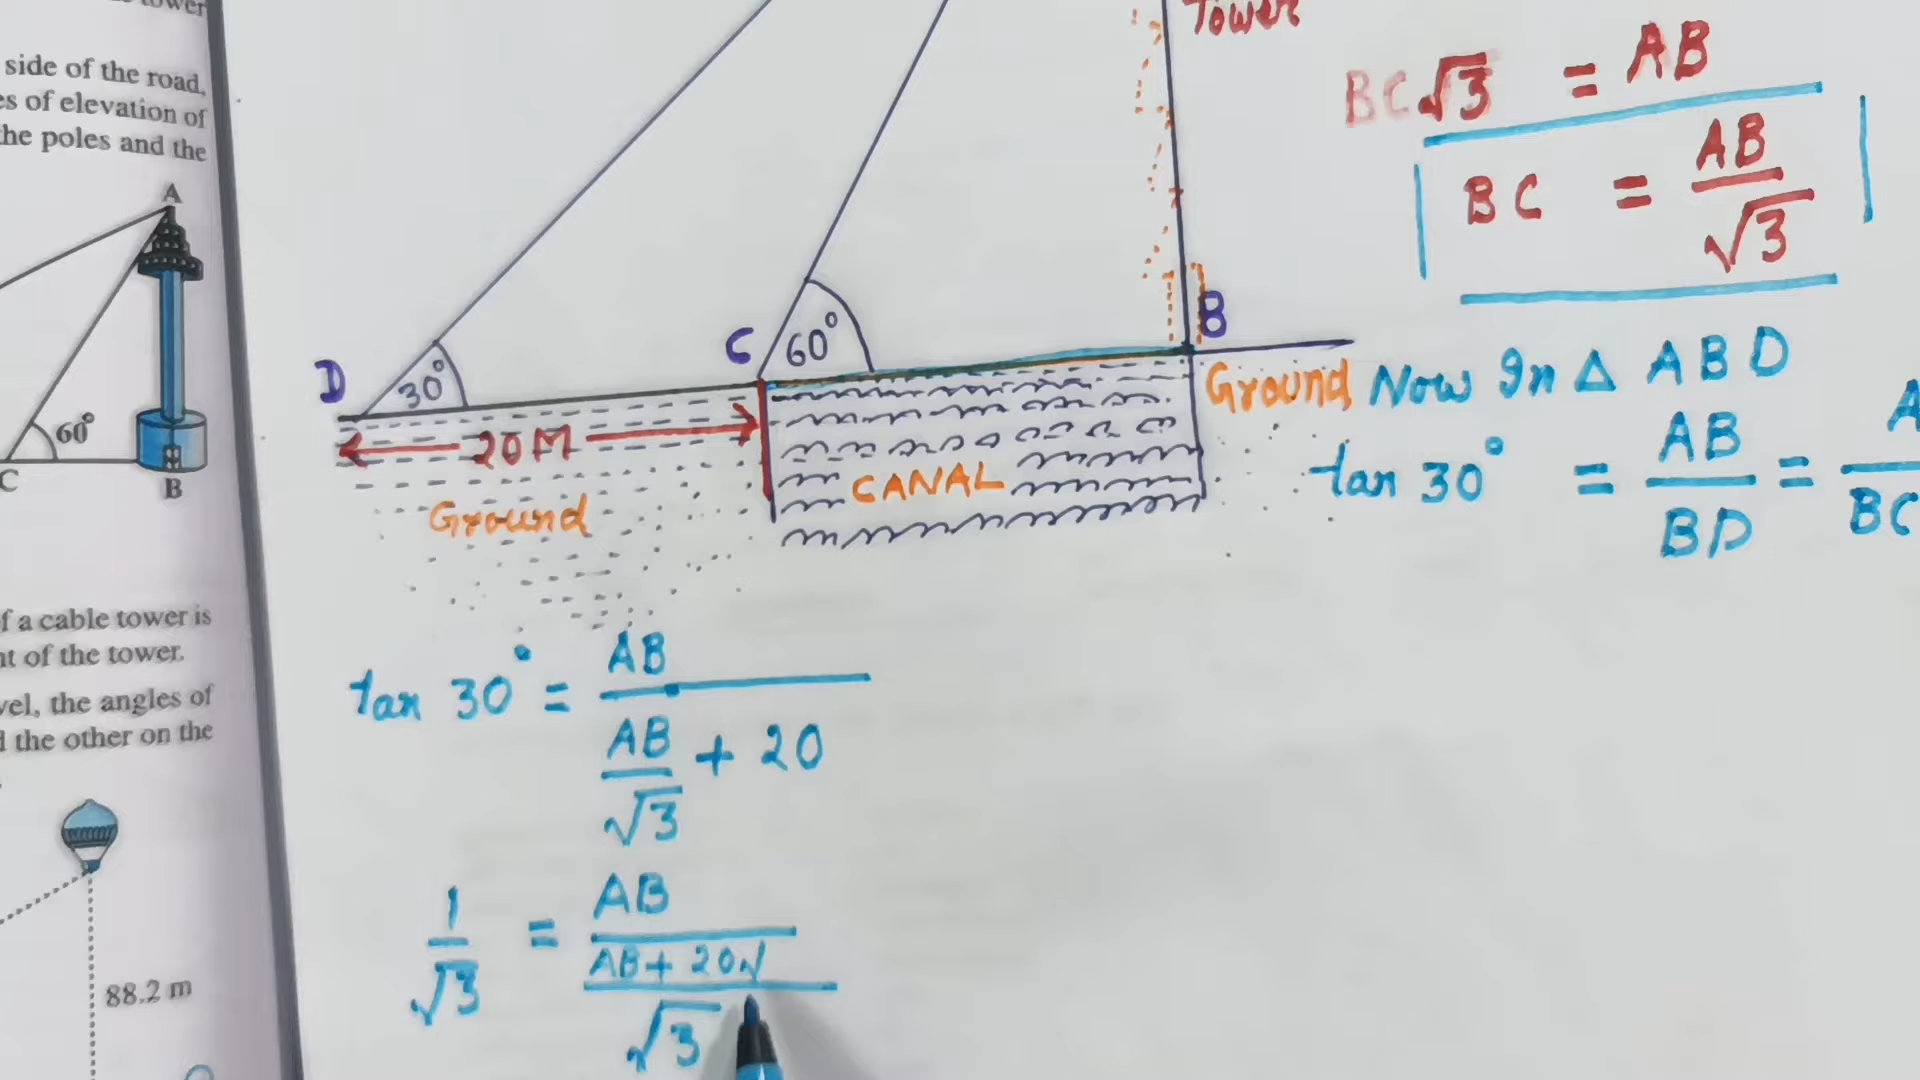 side of the road,
es of elevation of
he poles and the
A
60°
C
B
f a cable tower is
nt of the tower.
vel, the angles of
d the other on the
88.2 m
Tower
D
30°
C
60°
B
20M
Ground
CANAL
Ground
BC√3 = AB
BC = AB/√3
Now In Δ ABD
tan 30° = AB/BD = A/BC
tan 30° = AB/(AB/√3 + 20)
1/√3 = AB/((AB + 20√)/√3)